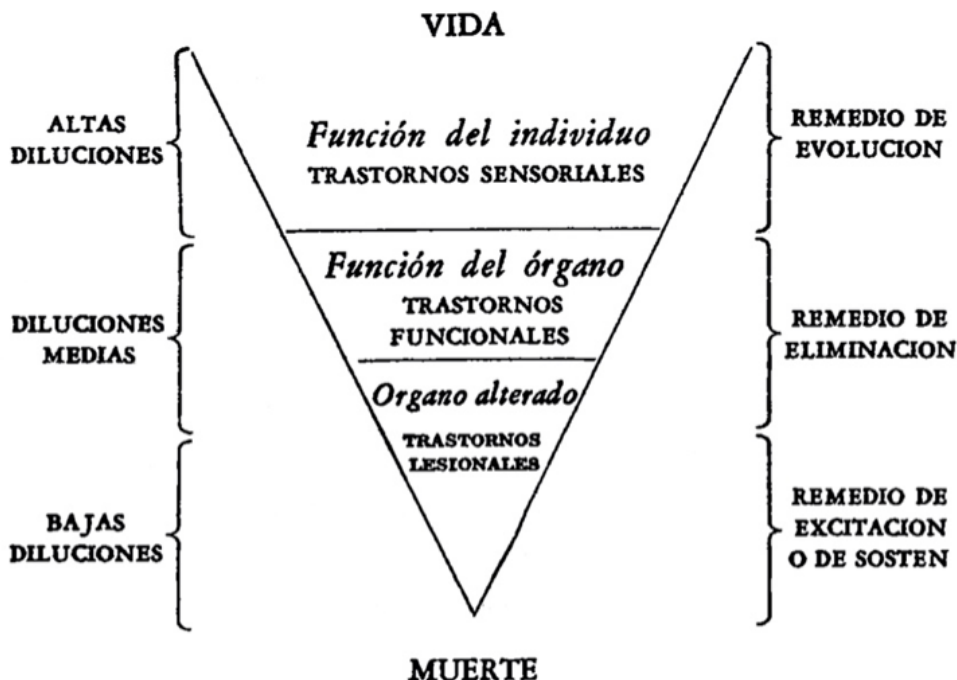 VIDA
ALTAS
DILUCIONES
Función del individuo
TRASTORNOS SENSORIALES
REMEDIO DE
EVOLUCION
DILUCIONES
MEDIAS
Función del órgano
TRASTORNOS
FUNCIONALES
REMEDIO DE
ELIMINACION
Organo alterado
TRASTORNOS
LESIONALES
BAJAS
DILUCIONES
REMEDIO DE
EXCITACION
O DE SOSTEN
MUERTE